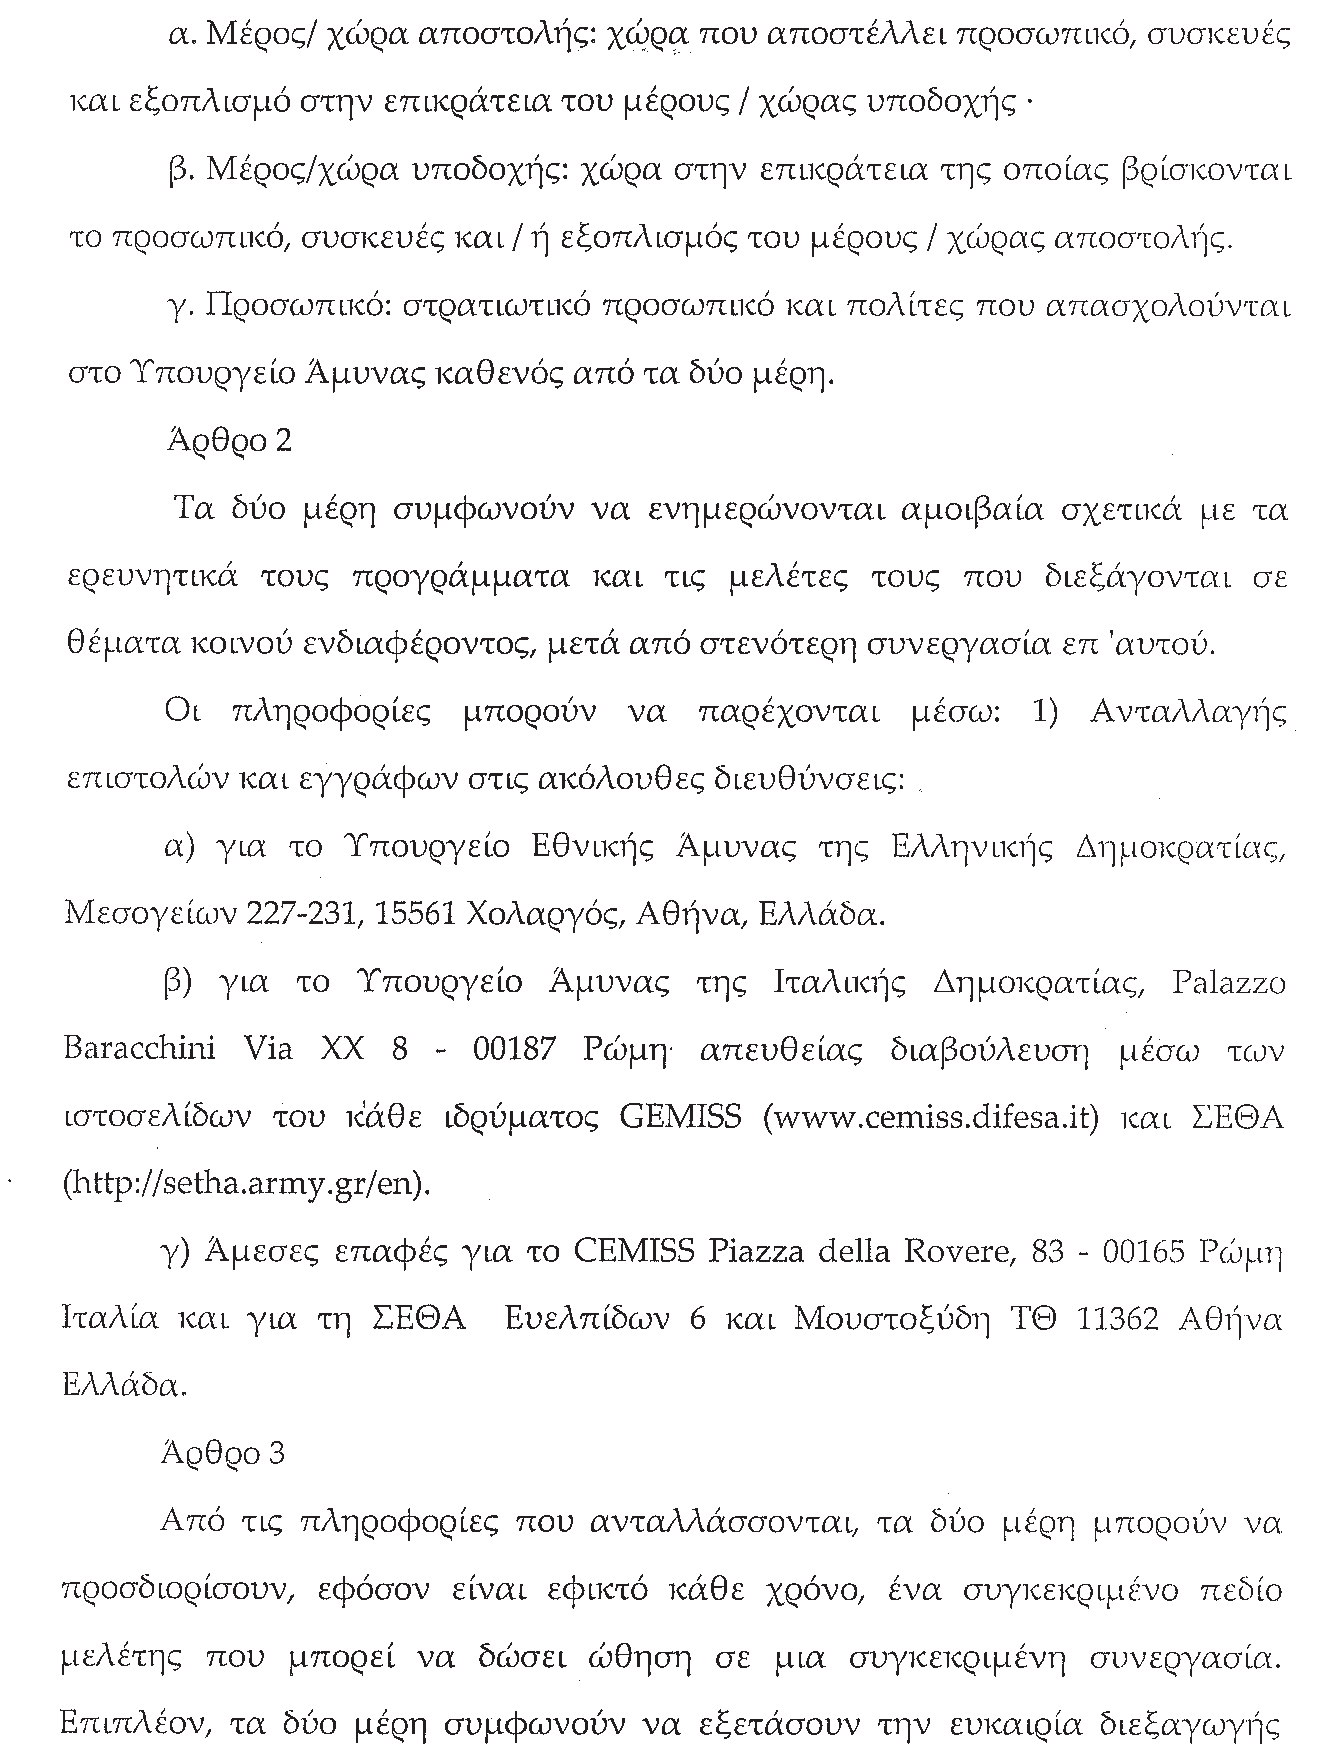 α. Μέρος/ χώρα αποστολής: χώρα που αποστέλλει προσωπικό, συσκευές
και εξοπλισμό στην επικράτεια του μέρους / χώρας υποδοχής ·
β. Μέρος/χώρα υποδοχής: χώρα στην επικράτεια της οποίας βρίσκονται
το προσωπικό, συσκευές και / ή εξοπλισμός του μέρους / χώρας αποστολής.
γ. Προσωπικό: στρατιωτικό προσωπικό και πολίτες που απασχολούνται
στο Υπουργείο Άμυνας καθενός από τα δύο μέρη.
Άρθρο 2
Τα δύο μέρη συμφωνούν να ενημερώνονται αμοιβαία σχετικά με τα
ερευνητικά τους προγράμματα και τις μελέτες τους που διεξάγονται σε
θέματα κοινού ενδιαφέροντος, μετά από στενότερη συνεργασία επ 'αυτού.
Οι πληροφορίες μπορούν να παρέχονται μέσω: 1) Ανταλλαγής
επιστολών και εγγράφων στις ακόλουθες διευθύνσεις:
α) για το Υπουργείο Εθνικής Άμυνας της Ελληνικής Δημοκρατίας,
Μεσογείων 227-231, 15561 Χολαργός, Αθήνα, Ελλάδα.
β) για το Υπουργείο Άμυνας της Ιταλικής Δημοκρατίας, Palazzo
Baracchini Via XX 8 - 00187 Ρώμη· απευθείας διαβούλευση μέσω των
ιστοσελίδων του κάθε ιδρύματος GEMISS (www.cemiss.difesa.it) και ΣΕΘΑ
(http://setha.army.gr/en).
γ) Άμεσες επαφές για το CEMISS Piazza della Rovere, 83 - 00165 Ρώμη
Ιταλία και για τη ΣΕΘΑ Ευελπίδων 6 και Μουστοξύδη ΤΘ 11362 Αθήνα
Ελλάδα.
Άρθρο 3
Από τις πληροφορίες που ανταλλάσσονται, τα δύο μέρη μπορούν να
προσδιορίσουν, εφόσον είναι εφικτό κάθε χρόνο, ένα συγκεκριμένο πεδίο
μελέτης που μπορεί να δώσει ώθηση σε μια συγκεκριμένη συνεργασία.
Επιπλέον, τα δύο μέρη συμφωνούν να εξετάσουν την ευκαιρία διεξαγωγής